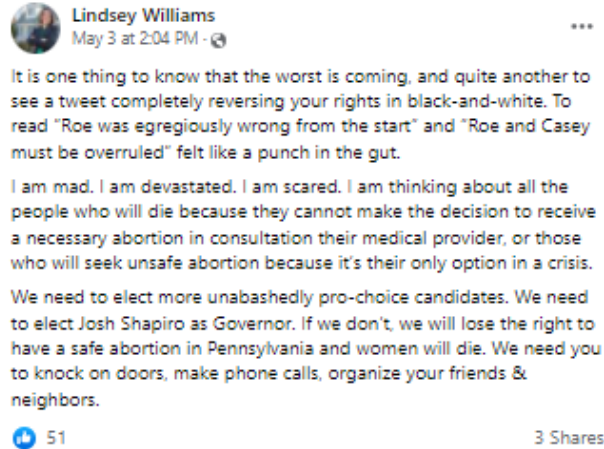 Lindsey Williams
May 3 at 2:04 PM ·
It is one thing to know that the worst is coming, and quite another to
see a tweet completely reversing your rights in black-and-white. To
read "Roe was egregiously wrong from the start" and "Roe and Casey
must be overruled" felt like a punch in the gut.
I am mad. I am devastated. I am scared. I am thinking about all the
people who will die because they cannot make the decision to receive
a necessary abortion in consultation their medical provider, or those
who will seek unsafe abortion because it's their only option in a crisis.
We need to elect more unabashedly pro-choice candidates. We need
to elect Josh Shapiro as Governor. If we don't, we will lose the right to
have a safe abortion in Pennsylvania and women will die. We need you
to knock on doors, make phone calls, organize your friends &
neighbors.
51 3 Shares